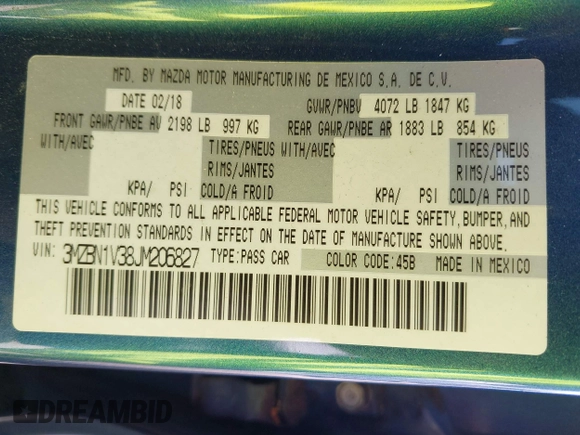 MFD. BY MAZDA MOTOR MANUFACTURING DE MEXICO S.A. DE C.V.
DATE 02/18 GVWR/PNBV 4072 LB 1847 KG
FRONT GAWR/PNBE AV 2198 LB 997 KG REAR GAWR/PNBE AR 1883 LB 854 KG
WITH/AVEC TIRES/PNEUS WITH/AVEC TIRES/PNEUS
RIMS/JANTES RIMS/JANTES
KPA/ PSI COLD/A FROID KPA/ PSI COLD/A FROID
THIS VEHICLE CONFORMS TO ALL APPLICABLE FEDERAL MOTOR VEHICLE SAFETY, BUMPER, AND
THEFT PREVENTION STANDARDS IN EFFECT ON THE DATE OF MANUFACTURE SHOWN ABOVE.
VIN: 3MZBN1V38JM206827 TYPE:PASS CAR COLOR CODE:45B MADE IN MEXICO
DREAMBID